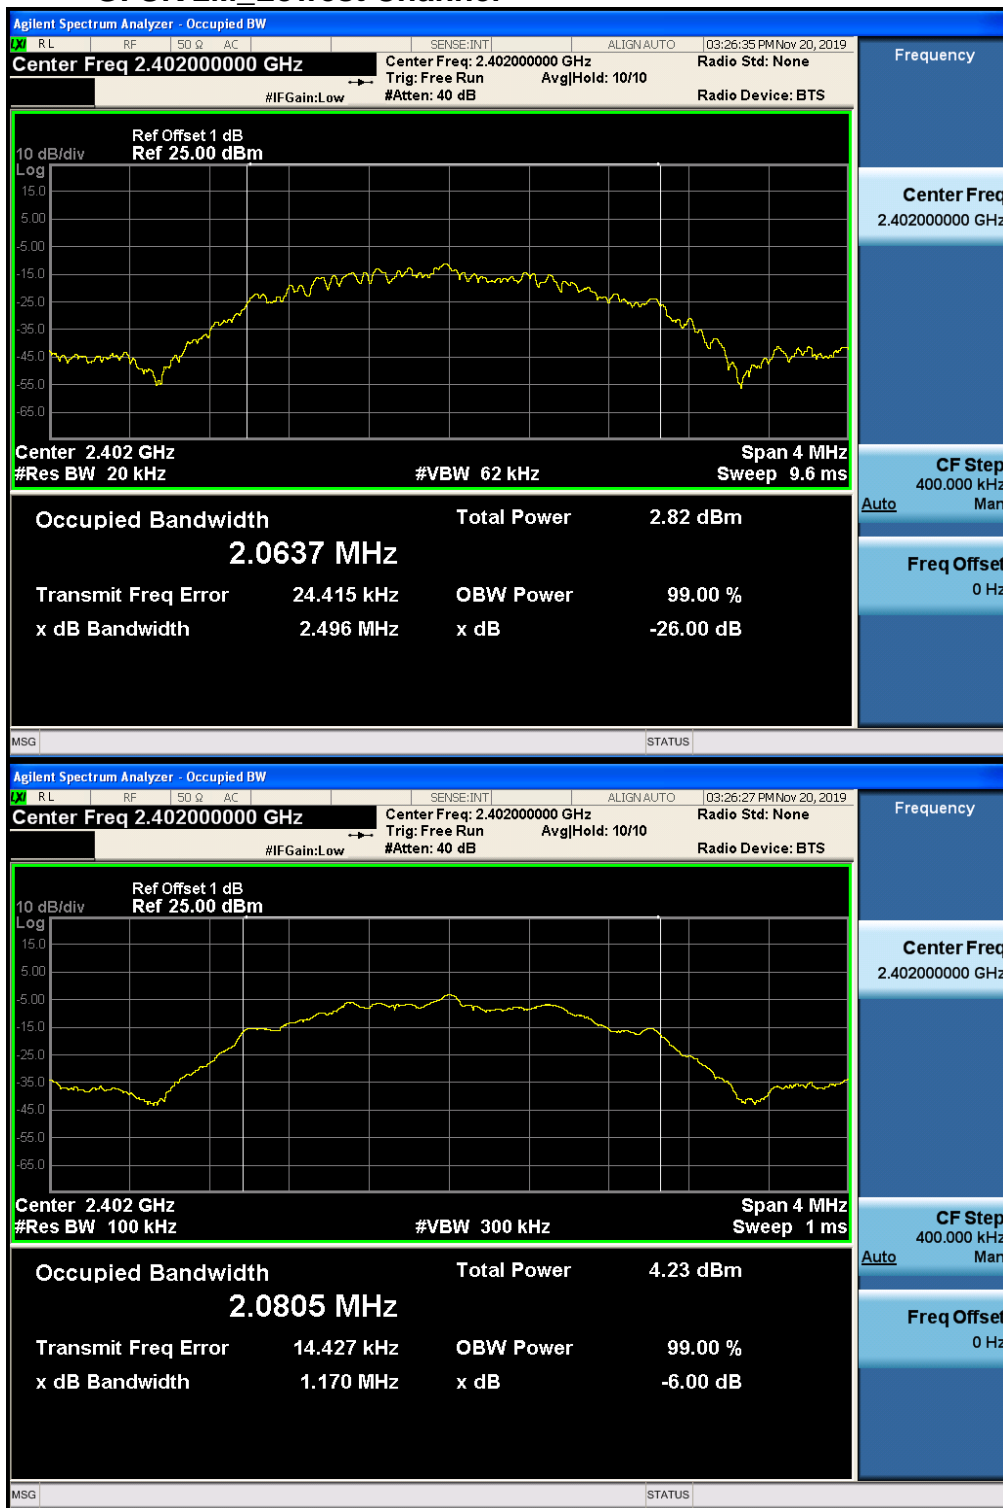 Agilent Spectrum Analyzer - Occupied BW
LXI RL RF 50 Ω AC SENSE:INT ALIGN AUTO 03:26:35 PM Nov 20, 2019
Center Freq 2.402000000 GHz
Center Freq: 2.402000000 GHz Radio Std: None
Trig: Free Run Avg|Hold: 10/10
#IFGain:Low #Atten: 40 dB Radio Device: BTS
Frequency
Ref Offset 1 dB
10 dB/div Ref 25.00 dBm
Log
15.0
5.00
-5.00
-15.0
-25.0
-35.0
-45.0
-55.0
-65.0
Center Freq
2.402000000 GHz
Center 2.402 GHz Span 4 MHz
#Res BW 20 kHz #VBW 62 kHz Sweep 9.6 ms
CF Step
400.000 kHz
Auto Man
Occupied Bandwidth Total Power 2.82 dBm
2.0637 MHz
Transmit Freq Error 24.415 kHz OBW Power 99.00 %
x dB Bandwidth 2.496 MHz x dB -26.00 dB
Freq Offset
0 Hz
MSG STATUS
Agilent Spectrum Analyzer - Occupied BW
LXI RL RF 50 Ω AC SENSE:INT ALIGN AUTO 03:26:27 PM Nov 20, 2019
Center Freq 2.402000000 GHz
Center Freq: 2.402000000 GHz Radio Std: None
Trig: Free Run Avg|Hold: 10/10
#IFGain:Low #Atten: 40 dB Radio Device: BTS
Frequency
Ref Offset 1 dB
10 dB/div Ref 25.00 dBm
Log
15.0
5.00
-5.00
-15.0
-25.0
-35.0
-45.0
-55.0
-65.0
Center Freq
2.402000000 GHz
Center 2.402 GHz Span 4 MHz
#Res BW 100 kHz #VBW 300 kHz Sweep 1 ms
CF Step
400.000 kHz
Auto Man
Occupied Bandwidth Total Power 4.23 dBm
2.0805 MHz
Transmit Freq Error 14.427 kHz OBW Power 99.00 %
x dB Bandwidth 1.170 MHz x dB -6.00 dB
Freq Offset
0 Hz
MSG STATUS